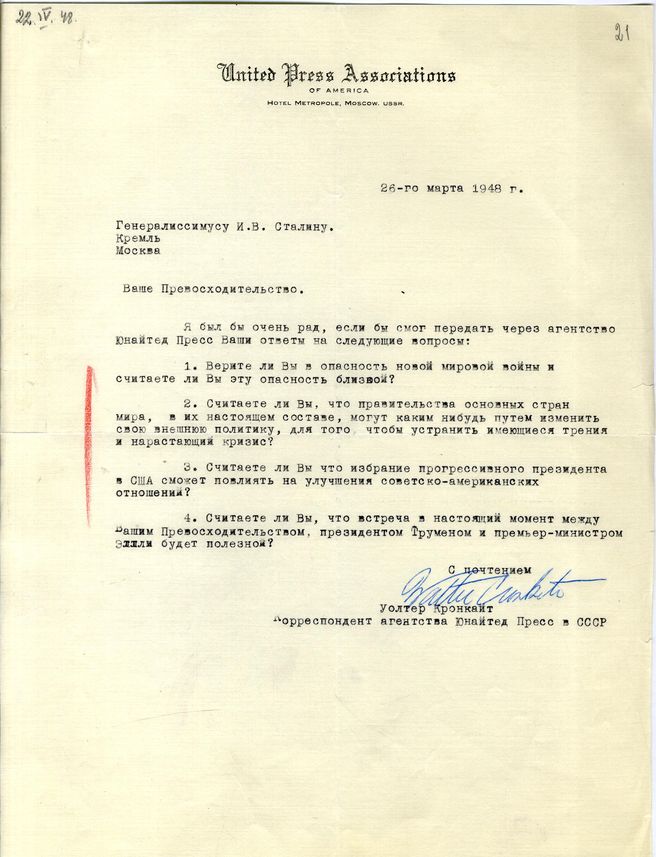 22.IV.48.
21
United Press Associations
OF AMERICA
HOTEL METROPOLE, MOSCOW, USSR.
26-го марта 1948 г.
Генералиссимусу И.В. Сталину.
Кремль
Москва
Ваше Превосходительство.
Я был бы очень рад, если бы смог передать через агентство
Юнайтед Пресс Ваши ответы на следующие вопросы:
1. Верите ли Вы в опасность новой мировой войны и
считаете ли Вы эту опасность близкой?
2. Считаете ли Вы, что правительства основных стран
мира, в их настоящем составе, могут каким нибудь путем изменить
свою внешнюю политику, для того чтобы устранить имеющиеся трения
и нарастающий кризис?
3. Считаете ли Вы что избрание прогрессивного президента
в США сможет повлиять на улучшения советско-американских
отношений?
4. Считаете ли Вы, что встреча в настоящий момент между
Вашим Превосходительством, президентом Труменом и премьер-министром
Эллли будет полезной?
С почтением
Walter Cronkite
Уолтер Кронкайт
Корреспондент агентства Юнайтед Пресс в СССР